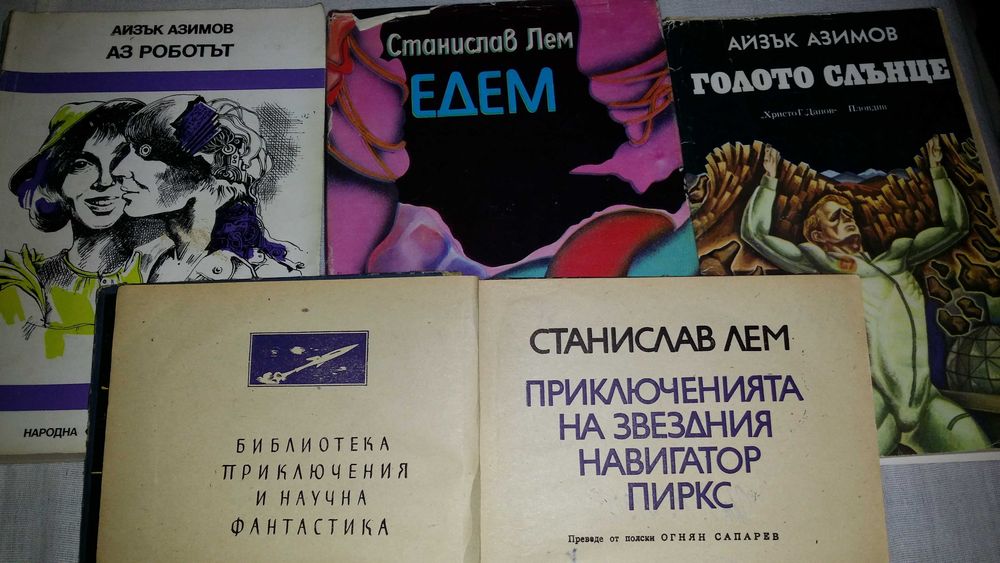 АЙЗЪК АЗИМОВ
АЗ РОБОТЪТ
НАРОДНА
Станислав Лем
ЕДЕМ
АЙЗЪК АЗИМОВ
ГОЛОТО СЛЪНЦЕ
„Христо Г. Данов“ Пловдив
БИБЛИОТЕКА
ПРИКЛЮЧЕНИЯ
И НАУЧНА
ФАНТАСТИКА
СТАНИСЛАВ ЛЕМ
ПРИКЛЮЧЕНИЯТА
НА ЗВЕЗДНИЯ
НАВИГАТОР
ПИРКС
Преведе от полски ОГНЯН САПАРЕВ